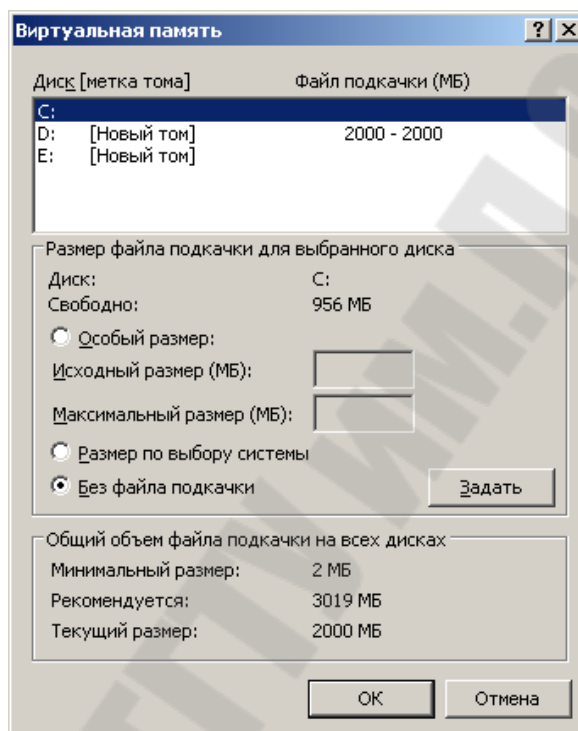 Виртуальная память
Диск [метка тома] Файл подкачки (МБ)
C:
D: [Новый том] 2000 - 2000
E: [Новый том]
Размер файла подкачки для выбранного диска
Диск: C:
Свободно: 956 МБ
Особый размер:
Исходный размер (МБ):
Максимальный размер (МБ):
Размер по выбору системы
Без файла подкачки Задать
Общий объем файла подкачки на всех дисках
Минимальный размер: 2 МБ
Рекомендуется: 3019 МБ
Текущий размер: 2000 МБ
ОК Отмена